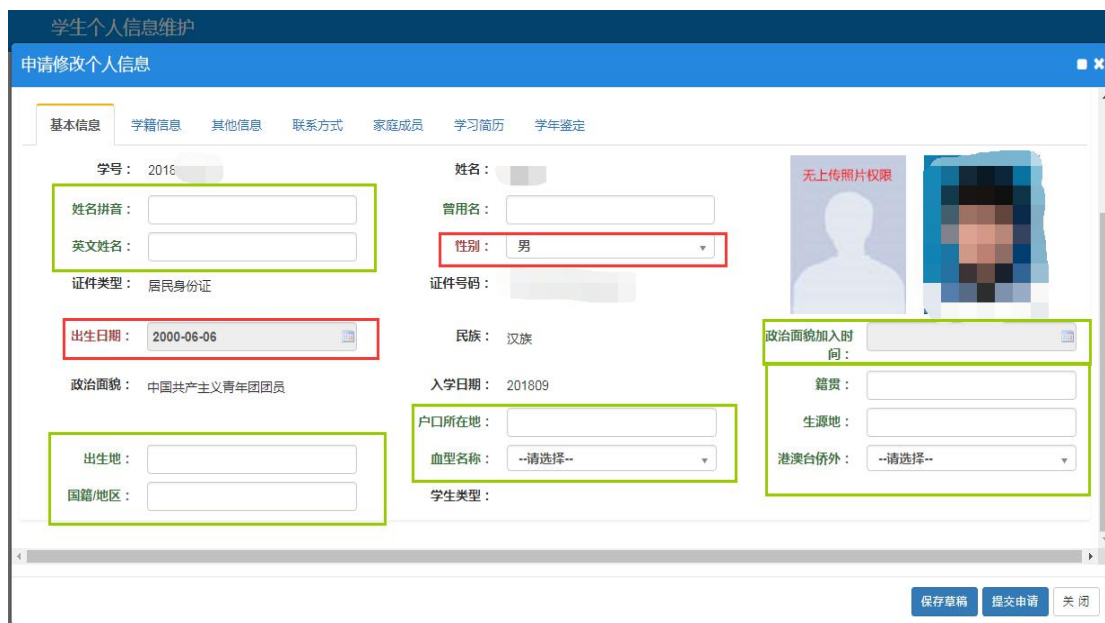 学生个人信息维护
申请修改个人信息
基本信息 学籍信息 其他信息 联系方式 家庭成员 学习简历 学年鉴定
学号： 2018 姓名： 无上传照片权限
姓名拼音： 曾用名：
英文姓名： 性别： 男
证件类型： 居民身份证 证件号码：
出生日期： 2000-06-06 民族： 汉族 政治面貌加入时
间：
政治面貌： 中国共产主义青年团团员 入学日期： 201809 籍贯：
户口所在地： 生源地：
出生地： 血型名称： --请选择-- 港澳台侨外： --请选择--
国籍/地区： 学生类型：
保存草稿 提交申请 关 闭